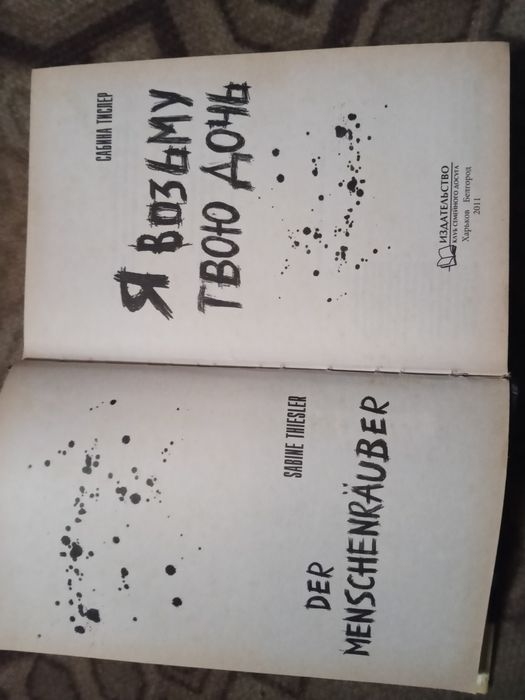 SABINE THIESLER
DER
MENSCHENRÄUBER
САБИНА ТИСЛЕР
Я ВОЗЬМУ
ТВОЮ ДОЧЬ
ИЗДАТЕЛЬСТВО
КЛУБ СЕМЕЙНОГО ДОСУГА
Харьков Белгород
2011